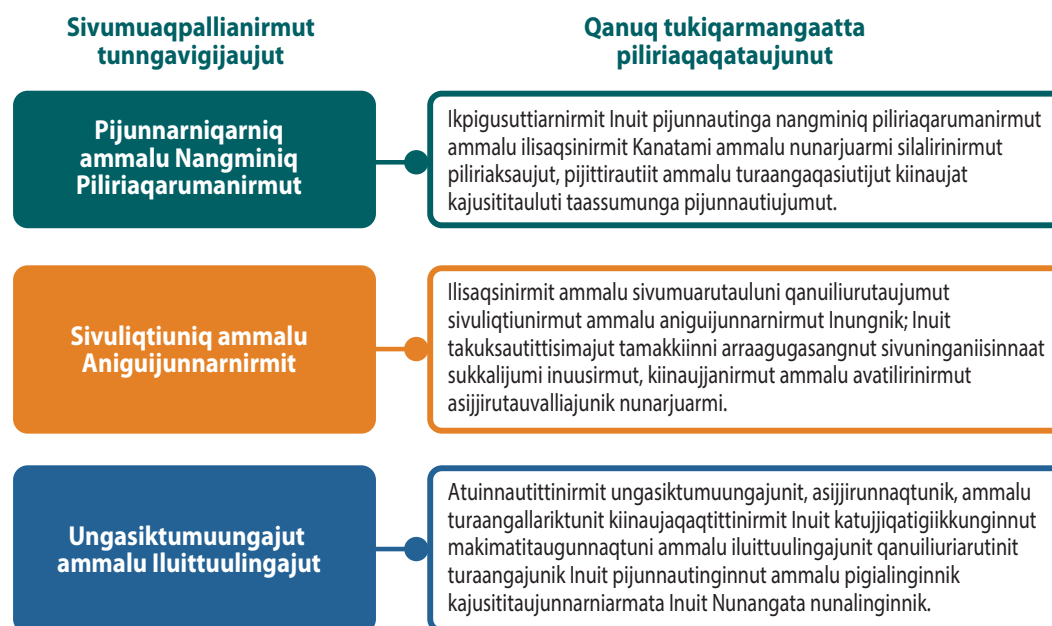 Sivumuaqpallianirmut
tunngavigijaujut
Qanuq tukiqarmangaatta
piliriaqaqataujunut
Pijunnarniqarniq
ammalu Nangminiq
Piliriaqarumanirmut
Ikpigusuttiarnirmit Inuit pijunnautinga nangminiq piliriaqarumanirmut
ammalu ilisaqsinirmit Kanatami ammalu nunarjuarmi silalirinirmut
piliriaksaujut, pijittirautiit ammalu turaangaqasiutijut kiinaujat
kajusititauluti taassumunga pijunnautiujumut.
Sivuliqtiuniq ammalu
Aniguijunnarnirmit
Ilisaqsinirmit ammalu sivumuarutauluni qanuiliurutaujumut
sivuliqtiunirmut ammalu aniguijunnarnirmut Inungnik; Inuit
takuksautittisimajut tamakkiinni arraagugasangnut sivuninganiisinnaat
sukkalijumi inuusirmut, kiinaujjanirmut ammalu avatilirinirmut
asijjirutauvalliajunik nunarjuarmi.
Ungasiktumuungajut
ammalu Iluittuulingajut
Atuinnautittinirmit ungasiktumuungajunit, asijjirunnaqtunik, ammalu
turaangallariktunit kiinaujaqaqtittinirmit Inuit katujjiqatigiikkunginnut
makimatitaugunnaqtuni ammalu iluittuulingajunit qanuiliuriarutinit
turaangajunik Inuit pijunnautinginnut ammalu pigialinginnik
kajusititaujunnarniarmata Inuit Nunangata nunalinginnik.